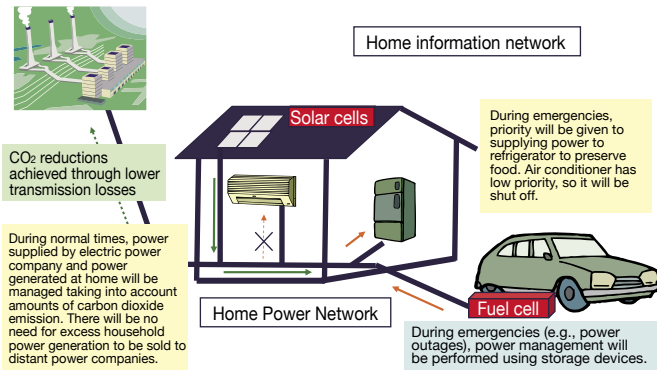 Home information network
Solar cells
During emergencies,
priority will be given to
supplying power to
refrigerator to preserve
food. Air conditioner has
low priority, so it will be
shut off.
CO₂ reductions
achieved through lower
transmission losses
During normal times, power
supplied by electric power
company and power
generated at home will be
managed taking into account
amounts of carbon dioxide
emission. There will be no
need for excess household
power generation to be sold to
distant power companies.
Home Power Network
Fuel cell
During emergencies (e.g., power
outages), power management will
be performed using storage devices.